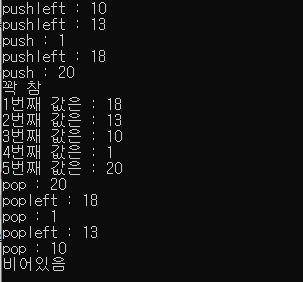 pushleft : 10
pushleft : 13
push : 1
pushleft : 18
push : 20
꽉 참
1번째 값은 : 18
2번째 값은 : 13
3번째 값은 : 10
4번째 값은 : 1
5번째 값은 : 20
pop : 20
popleft : 18
pop : 1
popleft : 13
pop : 10
비어있음